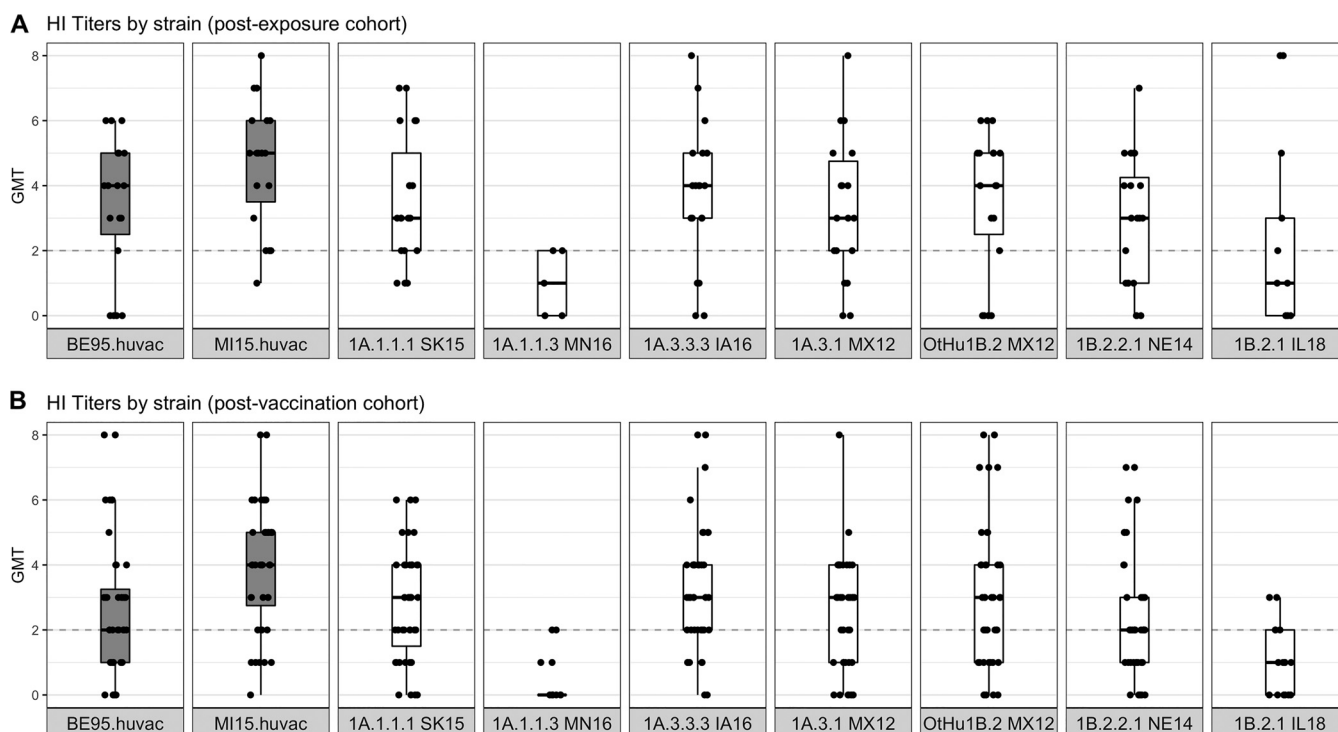 A HI Titers by strain (post-exposure cohort)
8
6
4
2
0
GMT
BE95.huvac MI15.huvac 1A.1.1.1 SK15 1A.1.1.3 MN16 1A.3.3.3 IA16 1A.3.1 MX12 OtHu1B.2 MX12 1B.2.2.1 NE14 1B.2.1 IL18
B HI Titers by strain (post-vaccination cohort)
8
6
4
2
0
GMT
BE95.huvac MI15.huvac 1A.1.1.1 SK15 1A.1.1.3 MN16 1A.3.3.3 IA16 1A.3.1 MX12 OtHu1B.2 MX12 1B.2.2.1 NE14 1B.2.1 IL18